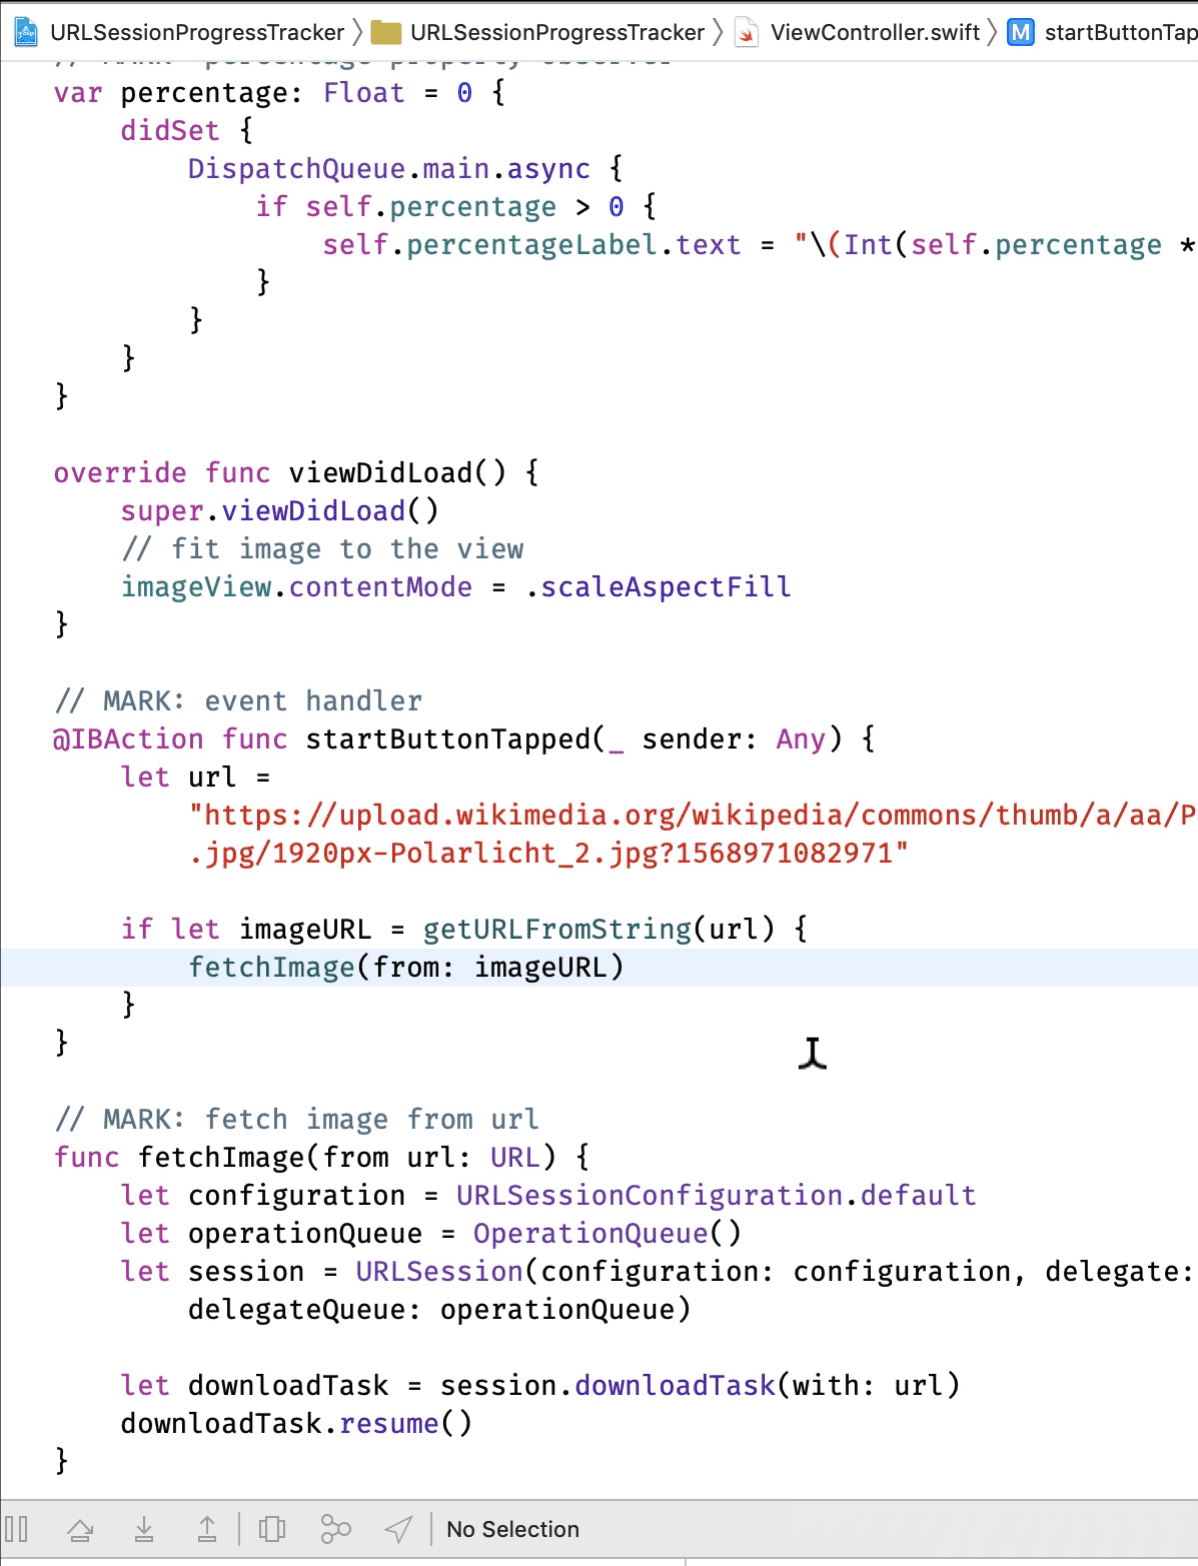 URLSessionProgressTracker URLSessionProgressTracker ViewController.swift M startButtonTap
// MARK: percentage property observer
var percentage: Float = 0 {
didSet {
DispatchQueue.main.async {
if self.percentage > 0 {
self.percentageLabel.text = "\(Int(self.percentage *
}
}
}
}
override func viewDidLoad() {
super.viewDidLoad()
// fit image to the view
imageView.contentMode = .scaleAspectFill
}
// MARK: event handler
@IBAction func startButtonTapped(_ sender: Any) {
let url =
"https://upload.wikimedia.org/wikipedia/commons/thumb/a/aa/P
.jpg/1920px-Polarlicht_2.jpg?1568971082971"
if let imageURL = getURLFromString(url) {
fetchImage(from: imageURL)
}
}
// MARK: fetch image from url
func fetchImage(from url: URL) {
let configuration = URLSessionConfiguration.default
let operationQueue = OperationQueue()
let session = URLSession(configuration: configuration, delegate:
delegateQueue: operationQueue)
let downloadTask = session.downloadTask(with: url)
downloadTask.resume()
}
No Selection